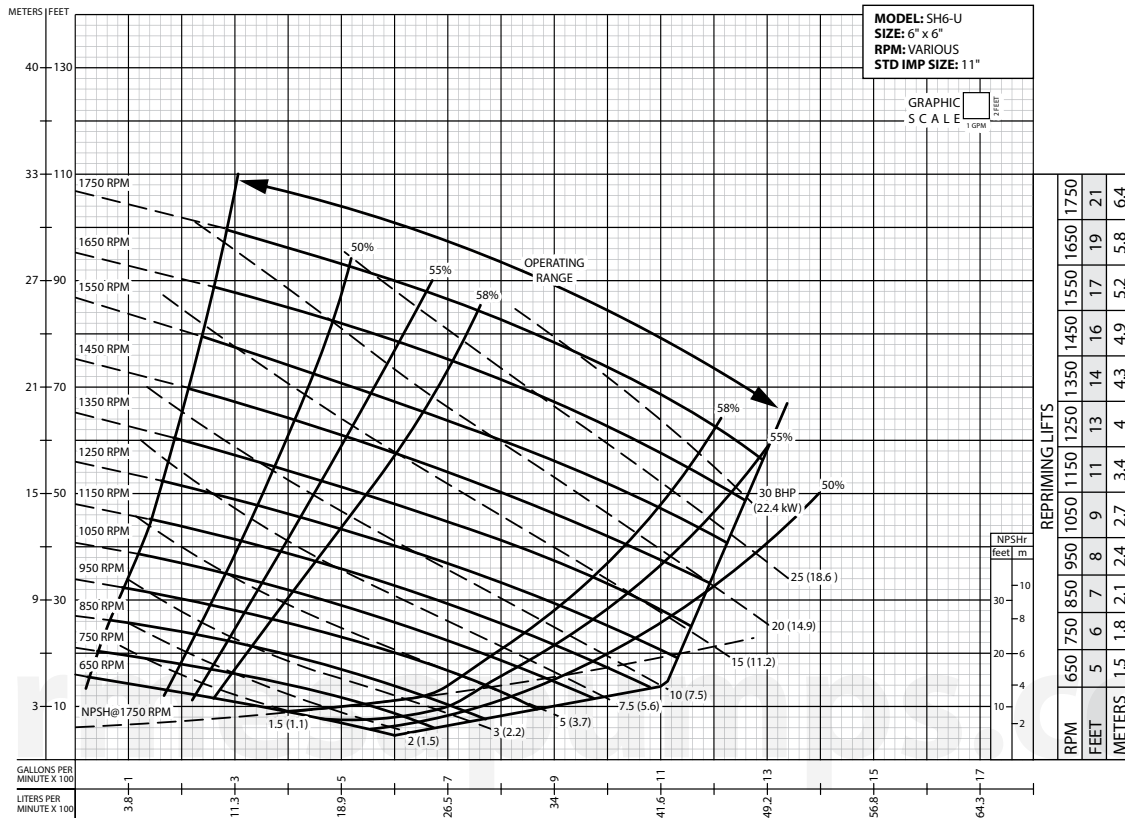 METERS FEET
MODEL: SH6-U
SIZE: 6" x 6"
RPM: VARIOUS
STD IMP SIZE: 11"
GRAPHIC
SCALE
1 GPM
2 FEET
40 130
33 110
27 90
21 70
15 50
9 30
3 10
1750 RPM
1650 RPM
1550 RPM
1450 RPM
1350 RPM
1250 RPM
1150 RPM
1050 RPM
950 RPM
850 RPM
750 RPM
650 RPM
NPSH@1750 RPM
50%
55%
58%
OPERATING
RANGE
58%
55%
50%
30 BHP
(22.4 kW)
25 (18.6 )
20 (14.9)
15 (11.2)
10 (7.5)
7.5 (5.6)
5 (3.7)
3 (2.2)
2 (1.5)
1.5 (1.1)
NPSHr
feet m
10
30
8
20 6
4
10
2
GALLONS PER
MINUTE X 100
1 3 5 7 9 11 13 15 17
LITERS PER
MINUTE X 100
3.8 11.3 18.9 26.5 34 41.6 49.2 56.8 64.3
REPRIMING LIFTS
RPM 650 750 850 950 1050 1150 1250 1350 1450 1550 1650 1750
FEET 5 6 7 8 9 11 13 14 16 17 19 21
METERS 1.5 1.8 2.1 2.4 2.7 3.4 4 4.3 4.9 5.2 5.8 6.4